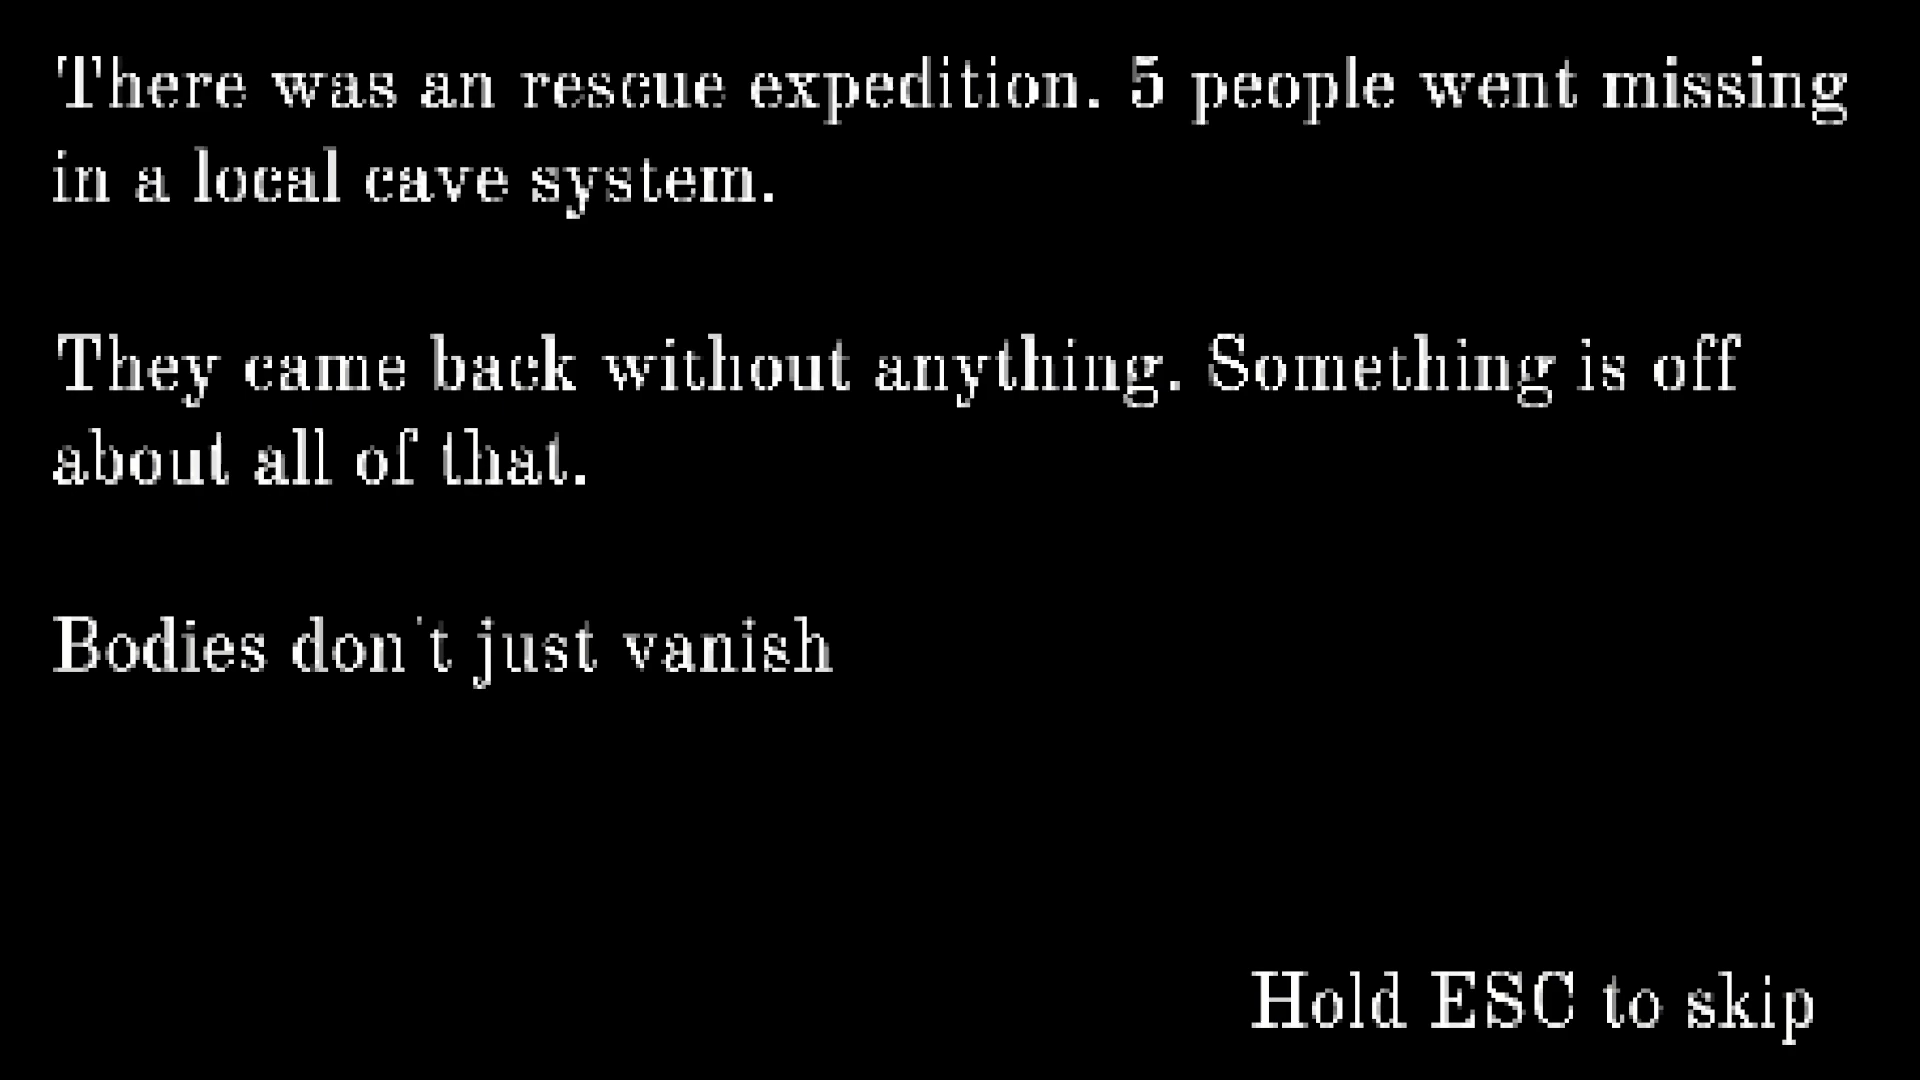 There was an rescue expedition. 5 people went missing
in a local cave system.
They came back without anything. Something is off
about all of that.
Bodies don't just vanish
Hold ESC to skip